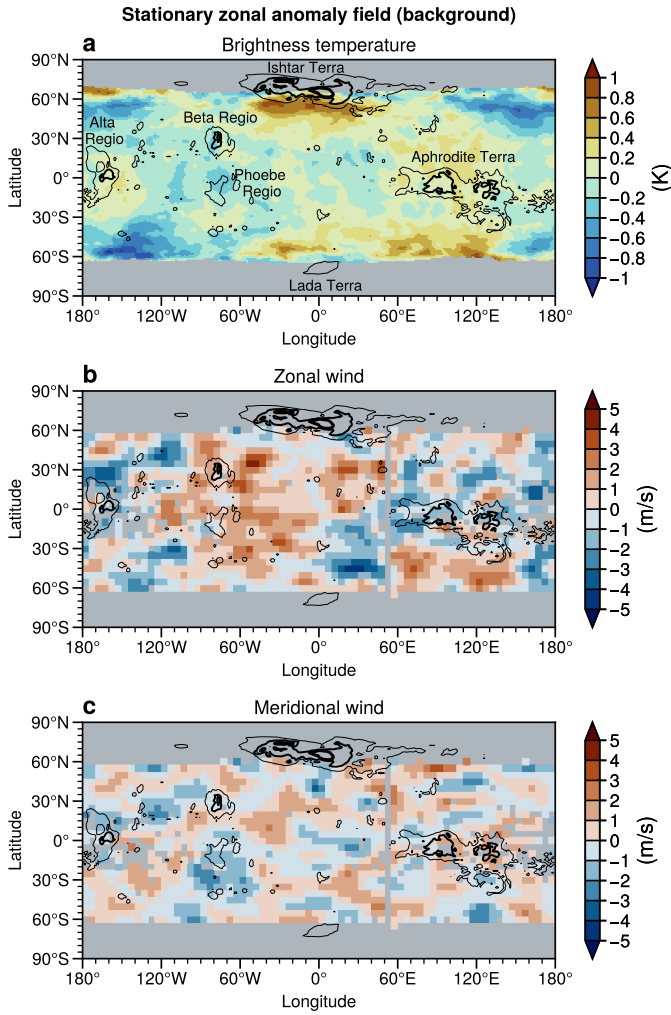 Stationary zonal anomaly field (background)
a
Brightness temperature
90°N
60°N
30°N
0°
30°S
60°S
90°S
Latitude
Ishtar Terra
Alta
Regio
Beta Regio
Phoebe
Regio
Aphrodite Terra
Lada Terra
180°
120°W
60°W
0°
60°E
120°E
180°
Longitude
1
0.8
0.6
0.4
0.2
0
−0.2
−0.4
−0.6
−0.8
−1
(K)
b
Zonal wind
90°N
60°N
30°N
0°
30°S
60°S
90°S
Latitude
180°
120°W
60°W
0°
60°E
120°E
180°
Longitude
5
4
3
2
1
0
−1
−2
−3
−4
−5
(m/s)
c
Meridional wind
90°N
60°N
30°N
0°
30°S
60°S
90°S
Latitude
180°
120°W
60°W
0°
60°E
120°E
180°
Longitude
5
4
3
2
1
0
−1
−2
−3
−4
−5
(m/s)